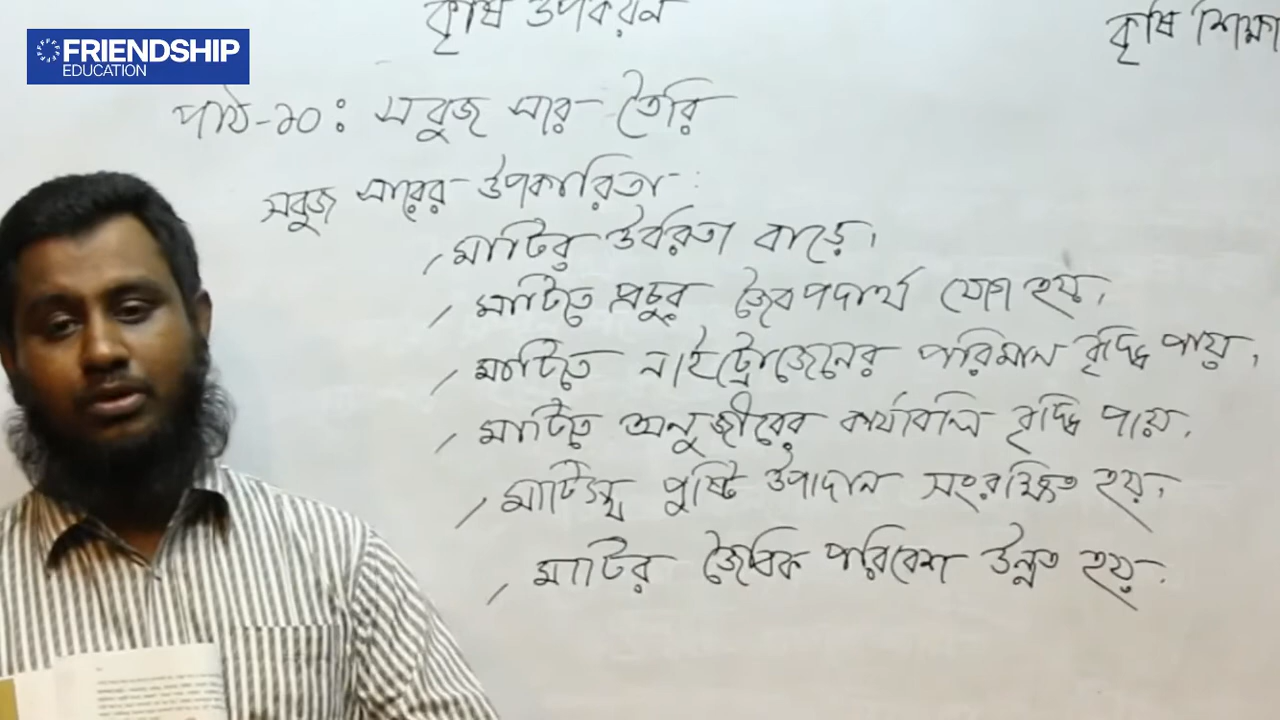 FRIENDSHIP
EDUCATION
কৃষি উপকরন
কৃষি শিক্ষা
পাঠ-১০: সবুজ সার তৈরি
সবুজ সারের উপকারিতা:
মাটির উর্বরতা বাড়ে।
মাটিতে প্রচুর জৈবপদার্থ যোগ হয়।
মাটিতে নাইট্রোজেনের পরিমান বৃদ্ধি পায়।
মাটিতে অনুজীবের কার্যাবলি বৃদ্ধি পায়।
মাটিস্থ পুষ্টি উপাদান সংরক্ষিত হয়।
মাটির জৈবিক পরিবেশ উন্নত হয়।